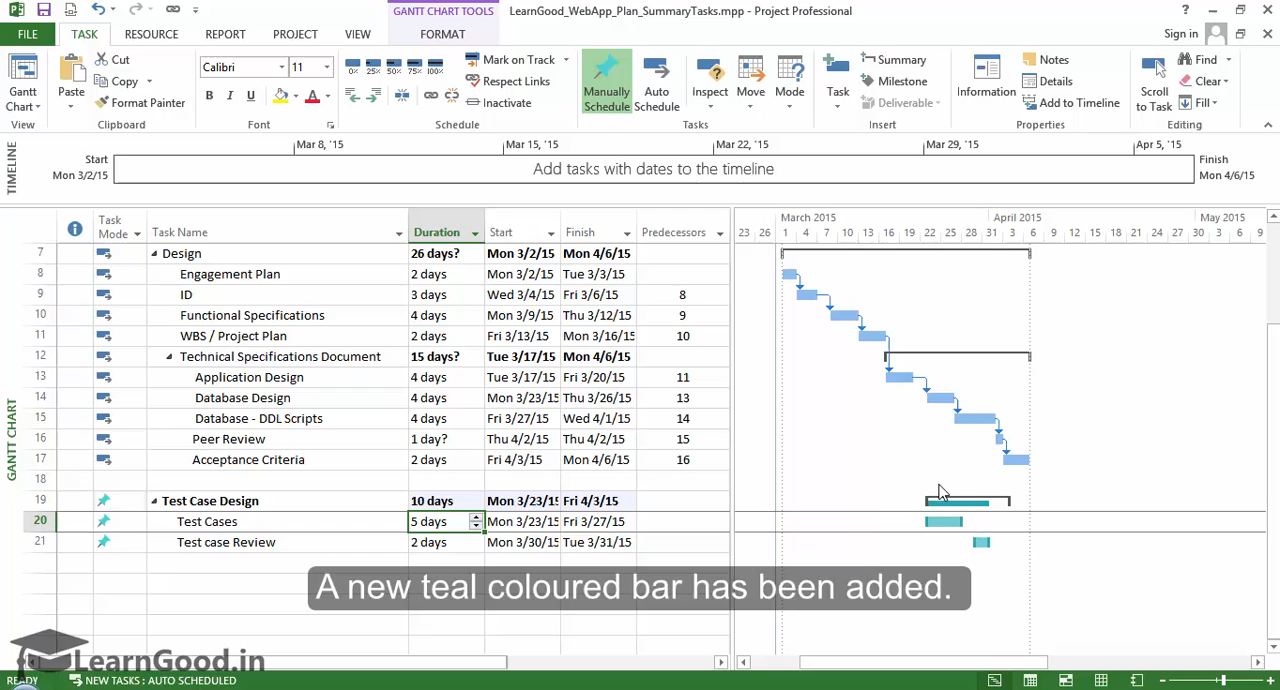 GANTT CHART TOOLS
LearnGood_WebApp_Plan_SummaryTasks.mpp - Project Professional
FILE TASK RESOURCE REPORT PROJECT VIEW FORMAT Sign in
Gantt Chart
View
Paste
Cut
Copy
Format Painter
Clipboard
Calibri 11
B I U A
Font
0% 25% 50% 75% 100%
Mark on Track
Respect Links
Inactivate
Schedule
Manually Schedule
Auto Schedule
Inspect Move Mode
Tasks
Task
Summary
Milestone
Deliverable
Insert
Information
Notes
Details
Add to Timeline
Properties
Scroll to Task
Find
Clear
Fill
Editing
TIMELINE
Mar 8, '15 Mar 15, '15 Mar 22, '15 Mar 29, '15 Apr 5, '15
Start
Mon 3/2/15
Add tasks with dates to the timeline
Finish
Mon 4/6/15
GANTT CHART
Task Mode Task Name Duration Start Finish Predecessors
March 2015 April 2015 May 2015
23 26 1 4 7 10 13 16 19 22 25 28 31 3 6 9 12 15 18 21 24 27 30 3 6 9
7 Design 26 days? Mon 3/2/15 Mon 4/6/15
8 Engagement Plan 2 days Mon 3/2/15 Tue 3/3/15
9 ID 3 days Wed 3/4/15 Fri 3/6/15 8
10 Functional Specifications 4 days Mon 3/9/15 Thu 3/12/15 9
11 WBS / Project Plan 2 days Fri 3/13/15 Mon 3/16/15 10
12 Technical Specifications Document 15 days? Tue 3/17/15 Mon 4/6/15
13 Application Design 4 days Tue 3/17/15 Fri 3/20/15 11
14 Database Design 4 days Mon 3/23/15 Thu 3/26/15 13
15 Database - DDL Scripts 4 days Fri 3/27/15 Wed 4/1/15 14
16 Peer Review 1 day? Thu 4/2/15 Thu 4/2/15 15
17 Acceptance Criteria 2 days Fri 4/3/15 Mon 4/6/15 16
18
19 Test Case Design 10 days Mon 3/23/15 Fri 4/3/15
20 Test Cases 5 days Mon 3/23/15 Fri 3/27/15
21 Test case Review 2 days Mon 3/30/15 Tue 3/31/15
A new teal coloured bar has been added.
LearnGood.in
READY NEW TASKS : AUTO SCHEDULED